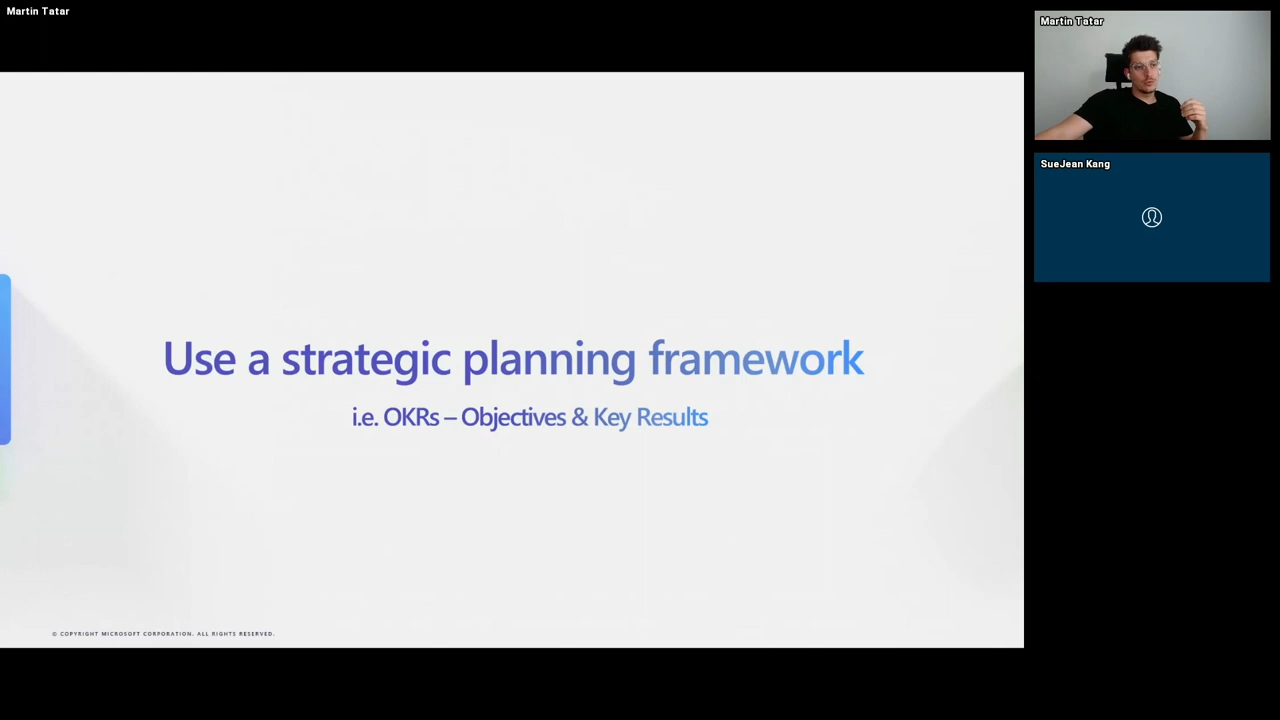 Martin Tatar
Martin Tatar
SueJean Kang
Use a strategic planning framework
i.e. OKRs – Objectives & Key Results
© COPYRIGHT MICROSOFT CORPORATION. ALL RIGHTS RESERVED.